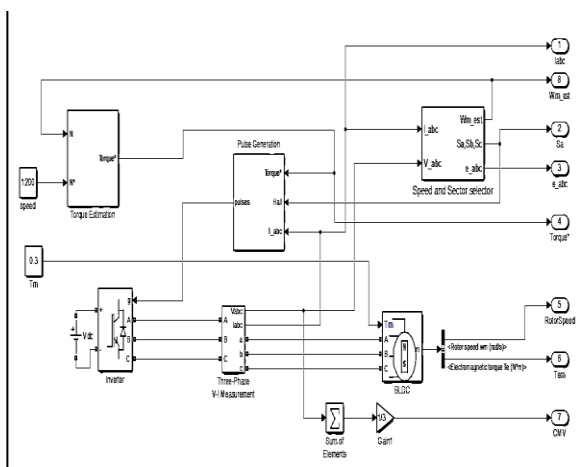 1
Iabc
8
Wm_est
N
Torque*
N*
1200
speed
Torque Estimation
Pulse Generation
Torque*
pulses
Hall
I_abc
Wm_est
I_abc
Sa,Sb,Sc
V_abc
e_abc
Speed and Sector selector
2
Sa
3
e_abc
4
Torque*
0.3
Tm
Vdc
+
-
g
A
B
C
Inverter
Vabc
Iabc
A
B
C
a
b
c
Three-Phase
V-I Measurement
Tm
A
B
C
m
N
S
BLDC
<Rotor speed wm (rad/s)>
<Electromagnetic torque Te (N*m)>
5
RotorSpeed
6
Tem
Sum of
Elements
1/3
Gain1
7
CMV